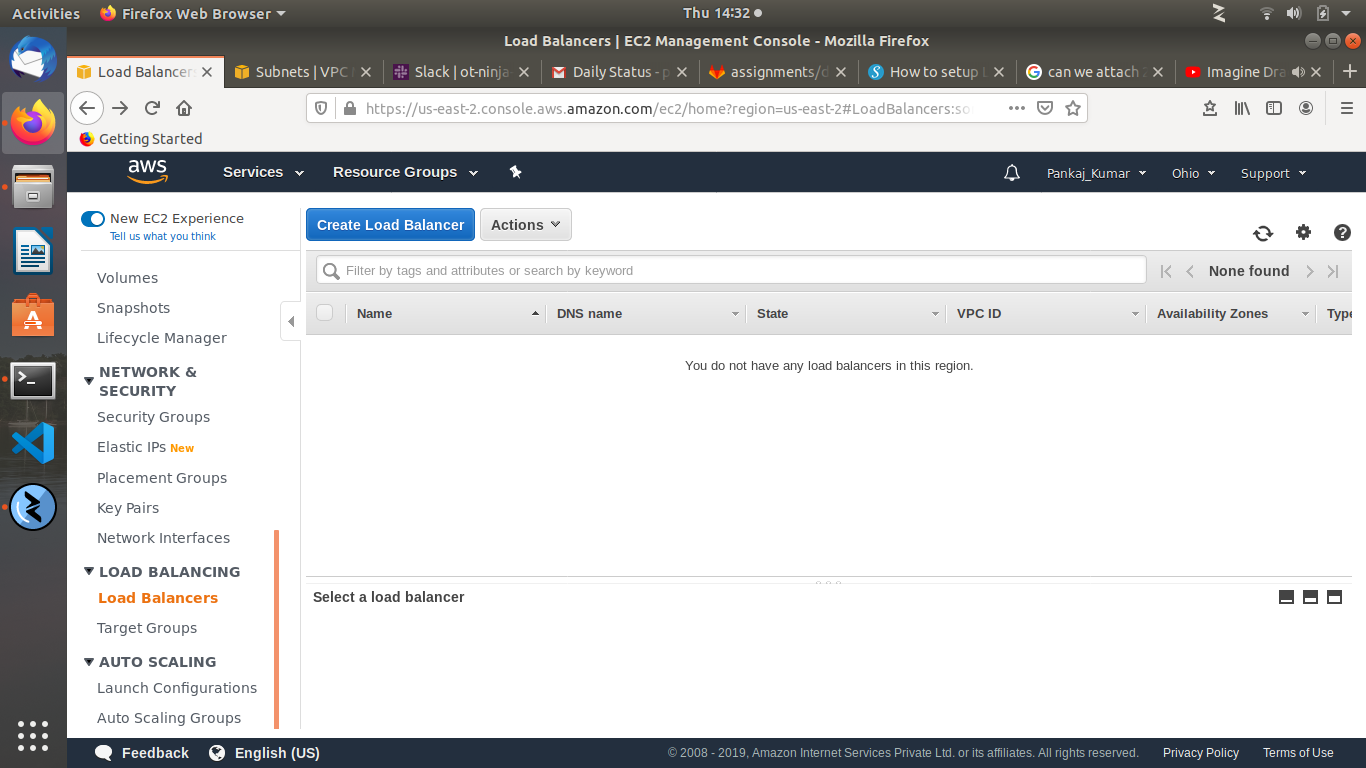 Activities Firefox Web Browser Thu 14:32
Load Balancers | EC2 Management Console - Mozilla Firefox
Load Balancers Subnets | VPC Slack | ot-ninja Daily Status - p assignments/d How to setup can we attach Imagine Dra
https://us-east-2.console.aws.amazon.com/ec2/home?region=us-east-2#LoadBalancers:so
Getting Started
aws Services Resource Groups Pankaj_Kumar Ohio Support
New EC2 Experience
Tell us what you think
Create Load Balancer Actions
Volumes
Snapshots
Lifecycle Manager
NETWORK &
SECURITY
Security Groups
Elastic IPs New
Placement Groups
Key Pairs
Network Interfaces
LOAD BALANCING
Load Balancers
Target Groups
AUTO SCALING
Launch Configurations
Auto Scaling Groups
Filter by tags and attributes or search by keyword None found
Name DNS name State VPC ID Availability Zones Type
You do not have any load balancers in this region.
Select a load balancer
Feedback English (US) © 2008 - 2019, Amazon Internet Services Private Ltd. or its affiliates. All rights reserved. Privacy Policy Terms of Use